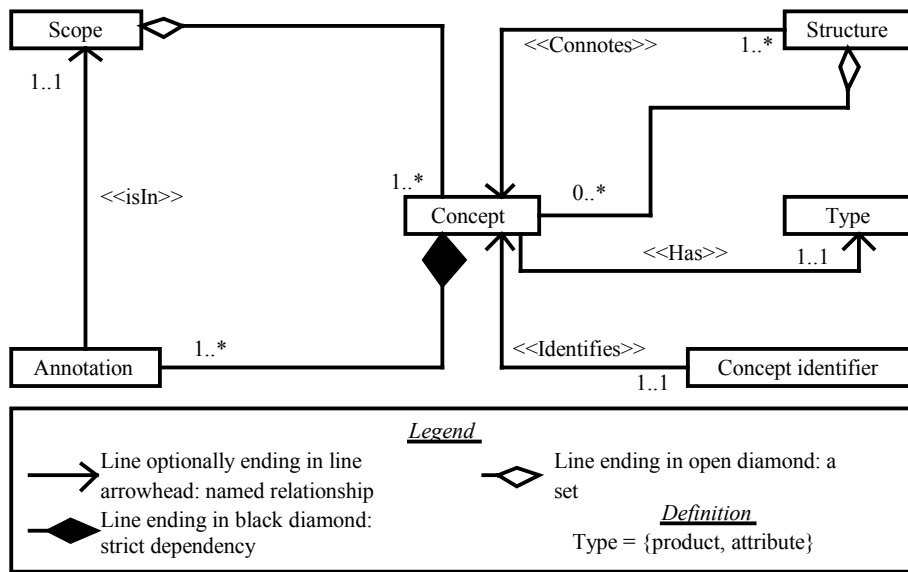 Scope
Structure
<<Connotes>>
1..*
1..1
<<isIn>>
1..*
0..*
Concept
Type
<<Has>>
1..1
1..*
<<Identifies>>
Annotation
1..1
Concept identifier
Legend
Line optionally ending in line
arrowhead: named relationship
Line ending in black diamond:
strict dependency
Line ending in open diamond: a
set
Definition
Type = {product, attribute}